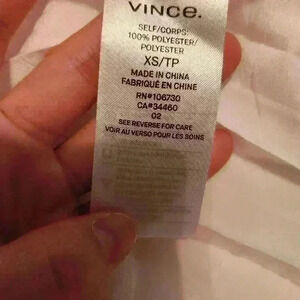 VINCE.
SELF/CORPS:
100% POLYESTER/
POLYESTER
XS/TP
MADE IN CHINA
FABRIQUÉ EN CHINE
RN#106730
CA#34460
02
SEE REVERSE FOR CARE
VOIR AU VERSO POUR LES SOINS